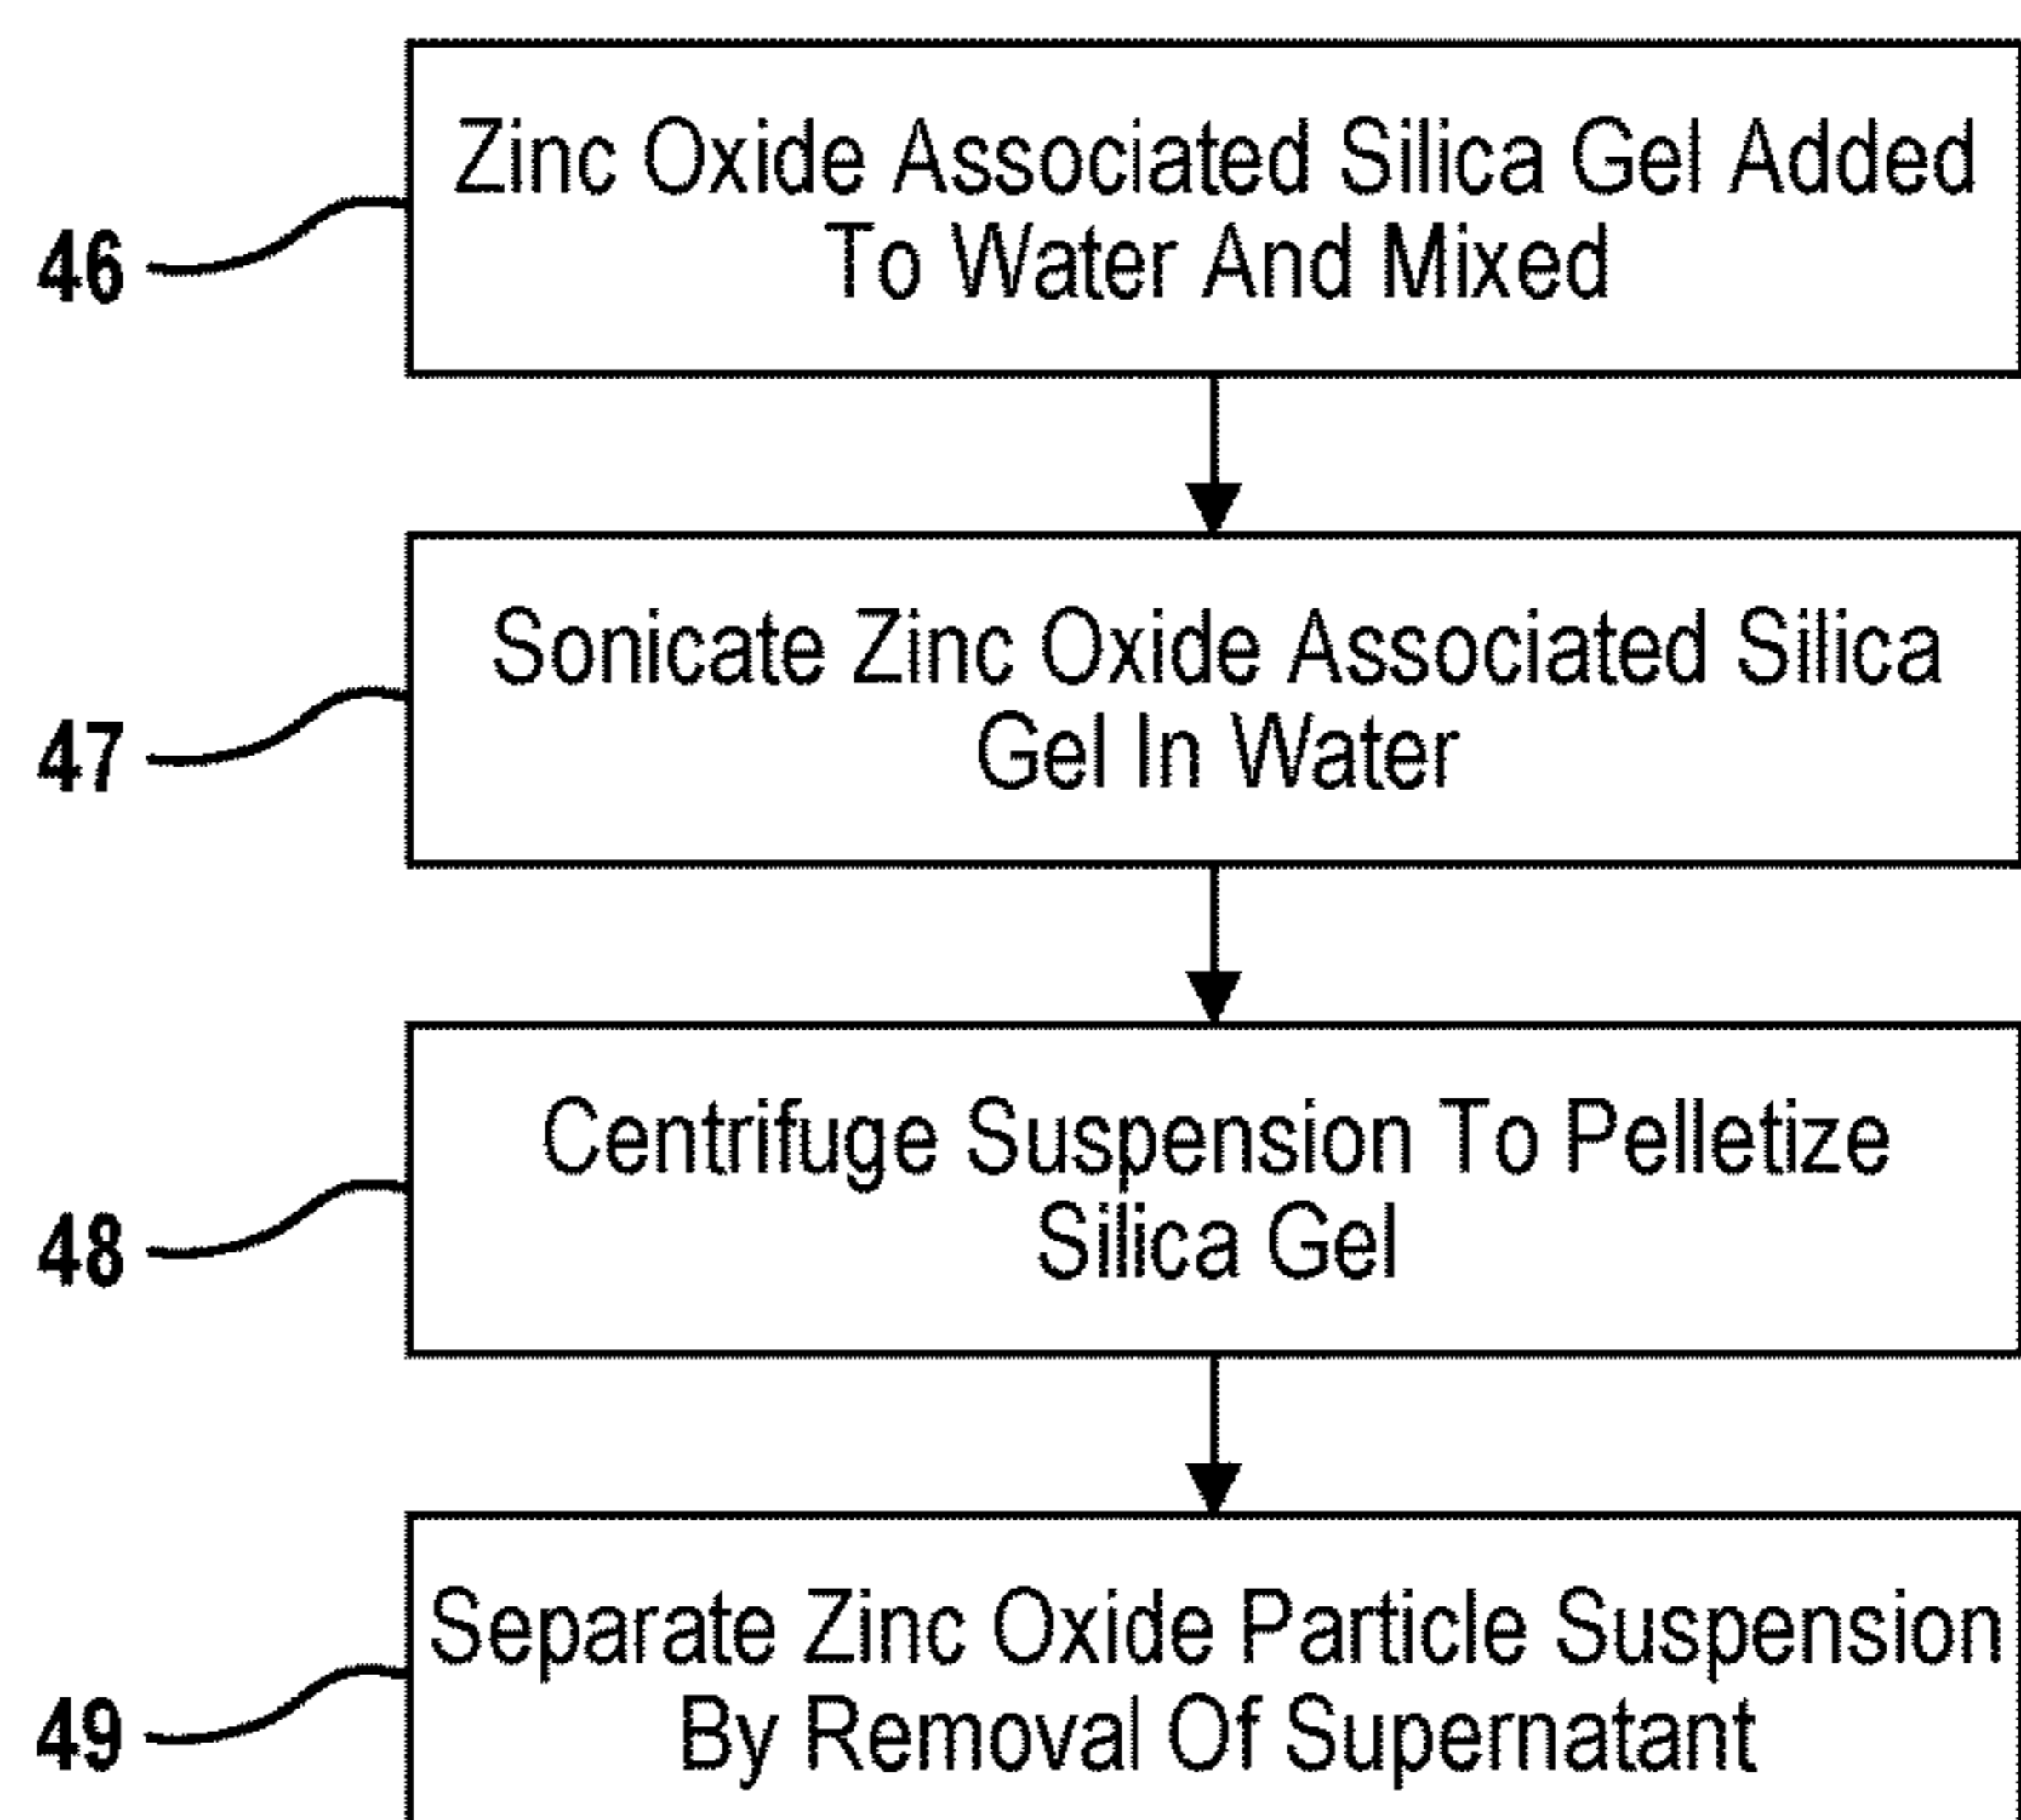 Zinc Oxide Associated Silica Gel Added
To Water And Mixed
46
Sonicate Zinc Oxide Associated Silica
Gel In Water
47
Centrifuge Suspension To Pelletize
Silica Gel
48
Separate Zinc Oxide Particle Suspension
By Removal Of Supernatant
49